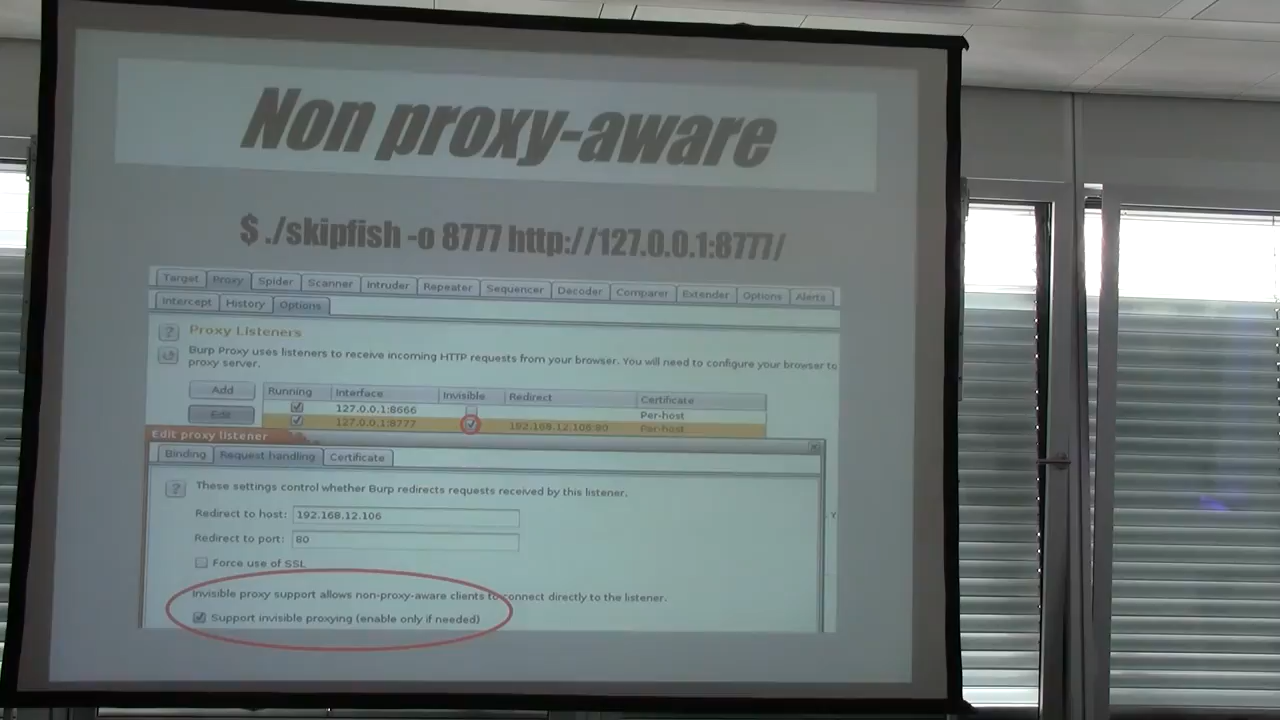 Non proxy-aware
$ ./skipfish -o 8777 http://127.0.0.1:8777/
Target Proxy Spider Scanner Intruder Repeater Sequencer Decoder Comparer Extender Options Alerts
Intercept History Options
? Proxy Listeners
Burp Proxy uses listeners to receive incoming HTTP requests from your browser. You will need to configure your browser to
proxy server.
Add Running Interface Invisible Redirect Certificate
127.0.0.1:8666 Per-host
Edit 127.0.0.1:8777 192.168.12.106:80 Per-host
Edit proxy listener
Binding Request handling Certificate
? These settings control whether Burp redirects requests received by this listener.
Redirect to host: 192.168.12.106
Redirect to port: 80
Force use of SSL
Invisible proxy support allows non-proxy-aware clients to connect directly to the listener.
Support invisible proxying (enable only if needed)